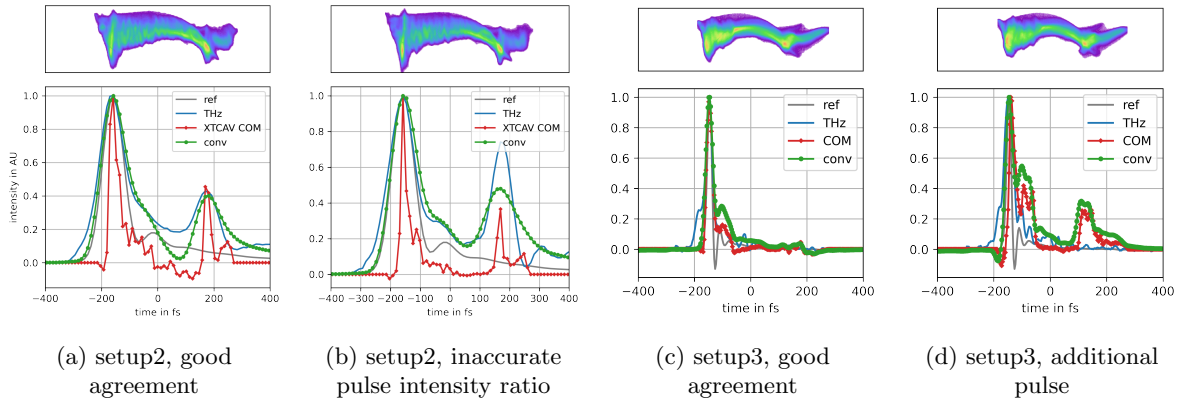 1.0
0.8
0.6
0.4
0.2
0.0
intensity in AU
ref
THz
XTCAV COM
conv
−400 −200 0 200 400
time in fs
1.0
0.8
0.6
0.4
0.2
0.0
ref
THz
XTCAV COM
conv
−400 −300 −200 −100 0 100 200 300 400
time in fs
1.0
0.8
0.6
0.4
0.2
0.0
ref
THz
COM
conv
−400 −200 0 200 400
time in fs
1.0
0.8
0.6
0.4
0.2
0.0
ref
THz
COM
conv
−400 −200 0 200 400
time in fs
(a) setup2, good
agreement
(b) setup2, inaccurate
pulse intensity ratio
(c) setup3, good
agreement
(d) setup3, additional
pulse